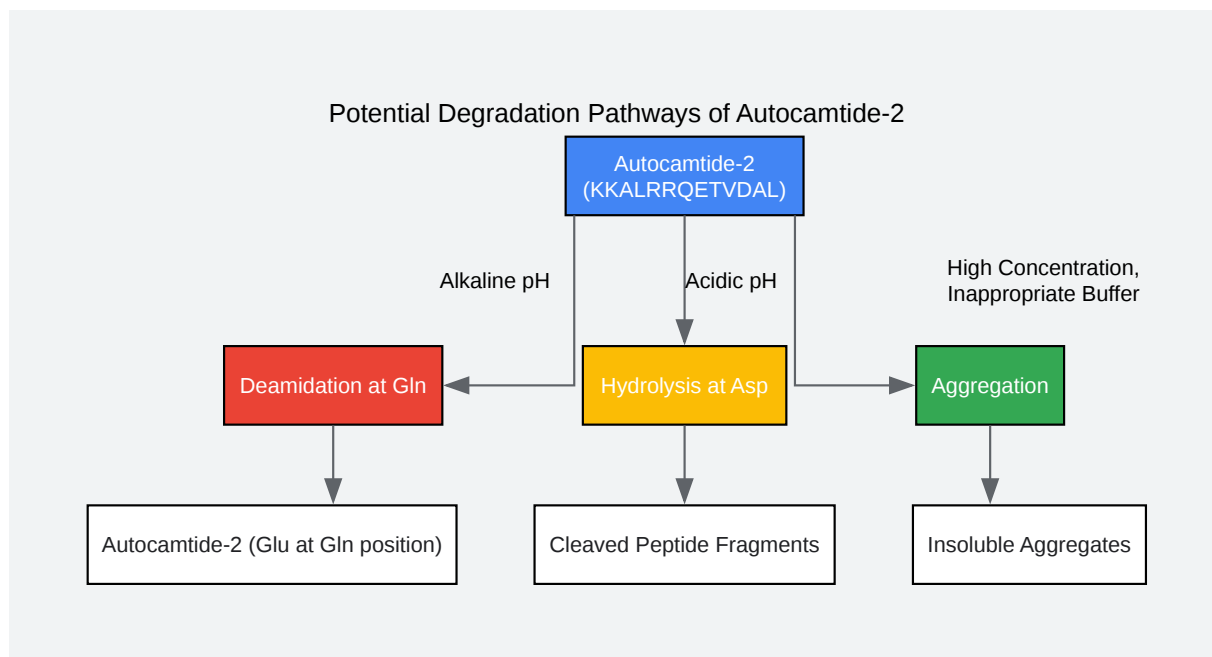 Potential Degradation Pathways of Autocamtide-2
Autocamtide-2
(KKALRRQETVDAL)
Alkaline pH
Acidic pH
High Concentration,
Inappropriate Buffer
Deamidation at Gln
Hydrolysis at Asp
Aggregation
Autocamtide-2 (Glu at Gln position)
Cleaved Peptide Fragments
Insoluble Aggregates